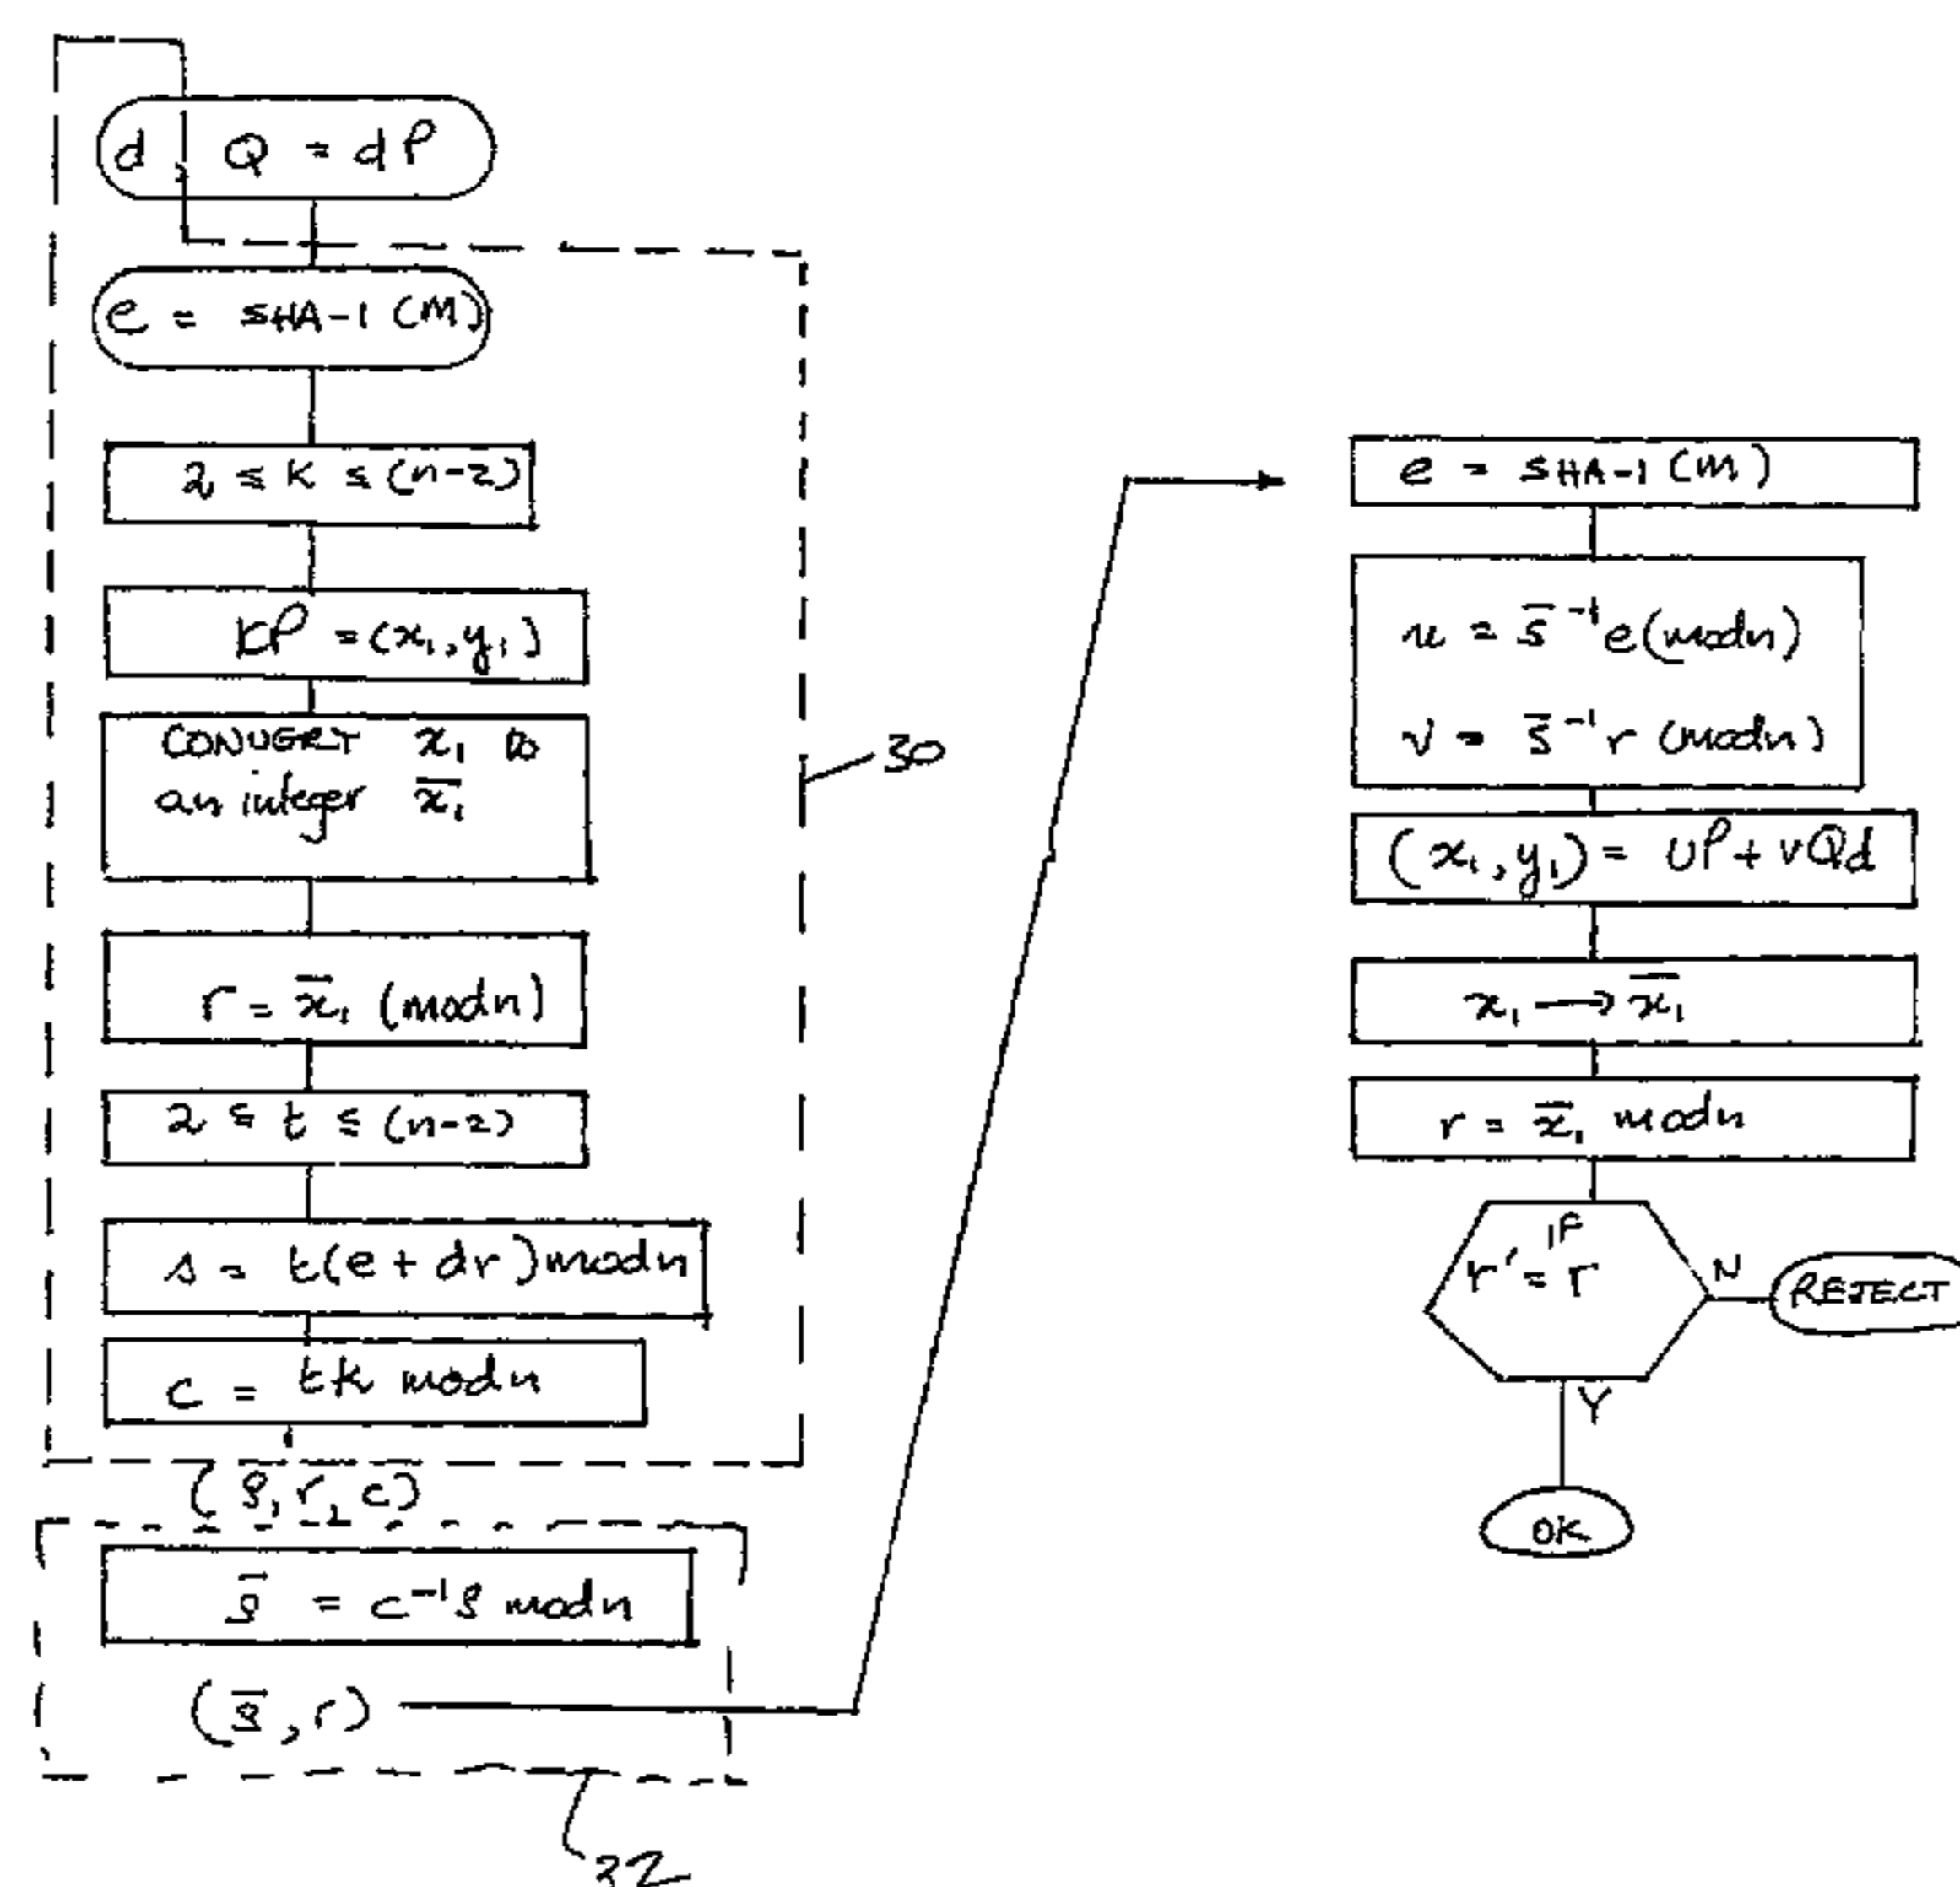 d , Q = dP
e = SHA-1 (M)
2 ≤ K ≤ (n-2)
kP = (x₁, y₁)
CONVERT x₁ to
an integer x̄₁
30
r = x̄₁ (mod n)
2 ≤ t ≤ (n-2)
s = t(e + dr) mod n
c = tk mod n
(s, r, c)
s̄ = c⁻¹s mod n
(s̄, r)
32
e = SHA-1 (M)
u = s̄⁻¹e (mod n)
v = s̄⁻¹r (mod n)
(x₁, y₁) = uP + vQd
x₁ → x̄₁
r = x̄₁ mod n
IF
r' = r
N
REJECT
Y
OK